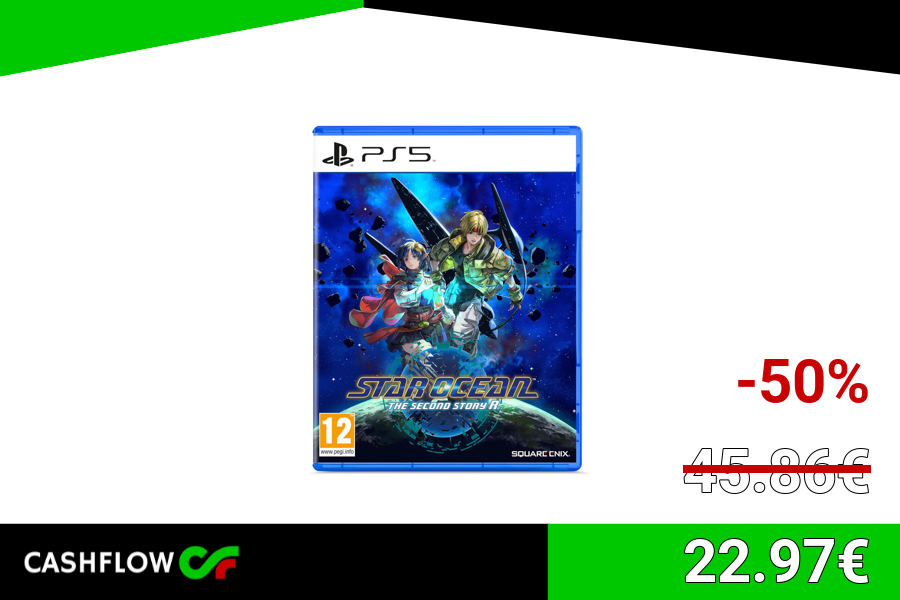 PS5
STAR OCEAN
THE SECOND STORY R
12
www.pegi.info
SQUARE ENIX
-50%
45.86€
CASHFLOW
22.97€